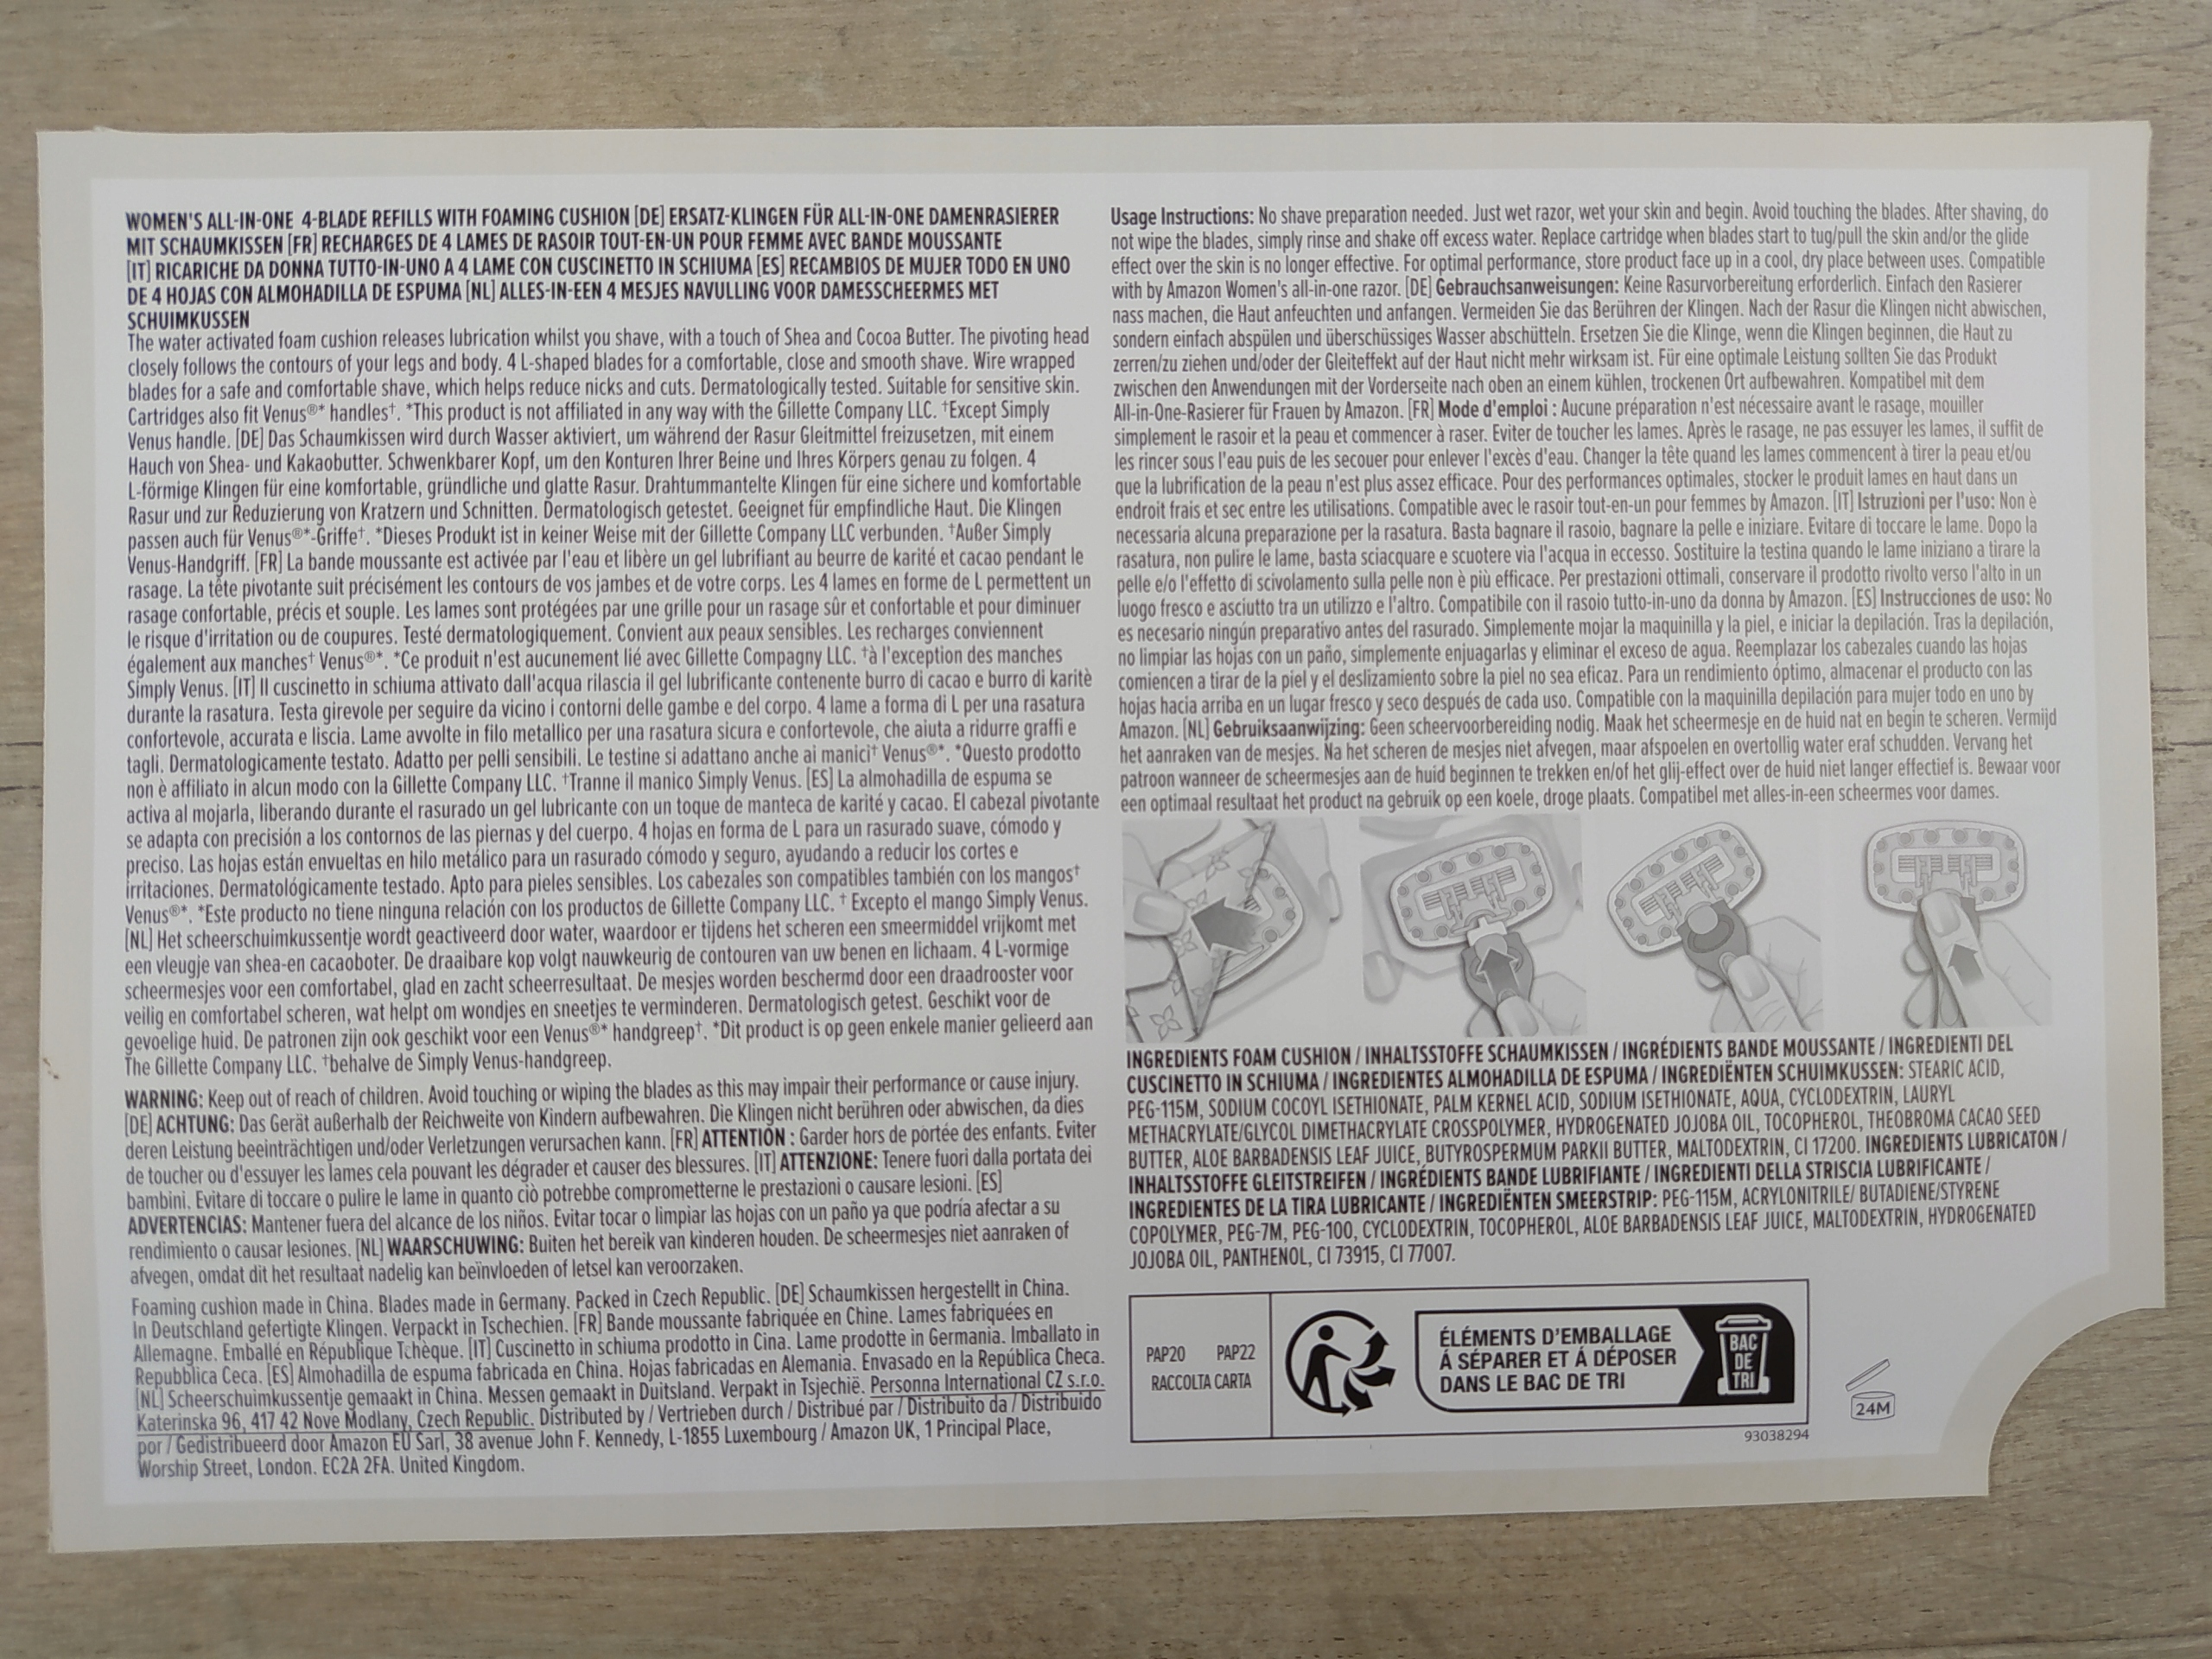 WOMEN'S ALL-IN-ONE 4-BLADE REFILLS WITH FOAMING CUSHION [DE] ERSATZ-KLINGEN FÜR ALL-IN-ONE DAMENRASIERER
MIT SCHAUMKISSEN [FR] RECHARGES DE 4 LAMES DE RASOIR TOUT-EN-UN POUR FEMME AVEC BANDE MOUSSANTE
[IT] RICARICHE DA DONNA TUTTO-IN-UNO A 4 LAME CON CUSCINETTO IN SCHIUMA [ES] RECAMBIOS DE MUJER TODO EN UNO
DE 4 HOJAS CON ALMOHADILLA DE ESPUMA [NL] ALLES-IN-EEN 4 MESJES NAVULLING VOOR DAMESSCHEERMES MET
SCHUIMKUSSEN
The water activated foam cushion releases lubrication whilst you shave, with a touch of Shea and Cocoa Butter. The pivoting head
closely follows the contours of your legs and body. 4 L-shaped blades for a comfortable, close and smooth shave. Wire wrapped
blades for a safe and comfortable shave, which helps reduce nicks and cuts. Dermatologically tested. Suitable for sensitive skin.
Cartridges also fit Venus®* handles†. *This product is not affiliated in any way with the Gillette Company LLC. †Except Simply
Venus handle. [DE] Das Schaumkissen wird durch Wasser aktiviert, um während der Rasur Gleitmittel freizusetzen, mit einem
Hauch von Shea- und Kakaobutter. Schwenkbarer Kopf, um den Konturen Ihrer Beine und Ihres Körpers genau zu folgen. 4
L-förmige Klingen für eine komfortable, gründliche und glatte Rasur. Drahtummantelte Klingen für eine sichere und komfortable
Rasur und zur Reduzierung von Kratzern und Schnitten. Dermatologisch getestet. Geeignet für empfindliche Haut. Die Klingen
passen auch für Venus®*-Griffe†. *Dieses Produkt ist in keiner Weise mit der Gillette Company LLC verbunden. †Außer Simply
Venus-Handgriff. [FR] La bande moussante est activée par l'eau et libère un gel lubrifiant au beurre de karité et cacao pendant le
rasage. La tête pivotante suit précisément les contours de vos jambes et de votre corps. Les 4 lames en forme de L permettent un
rasage confortable, précis et souple. Les lames sont protégées par une grille pour un rasage sûr et confortable et pour diminuer
le risque d'irritation ou de coupures. Testé dermatologiquement. Convient aux peaux sensibles. Les recharges conviennent
également aux manches† Venus®*. *Ce produit n'est aucunement lié avec Gillette Compagny LLC. †à l'exception des manches
Simply Venus. [IT] Il cuscinetto in schiuma attivato dall'acqua rilascia il gel lubrificante contenente burro di cacao e burro di karitè
durante la rasatura. Testa girevole per seguire da vicino i contorni delle gambe e del corpo. 4 lame a forma di L per una rasatura
confortevole, accurata e liscia. Lame avvolte in filo metallico per una rasatura sicura e confortevole, che aiuta a ridurre graffi e
tagli. Dermatologicamente testato. Adatto per pelli sensibili. Le testine si adattano anche ai manici† Venus®*. *Questo prodotto
non è affiliato in alcun modo con la Gillette Company LLC. †Tranne il manico Simply Venus. [ES] La almohadilla de espuma se
activa al mojarla, liberando durante el rasurado un gel lubricante con un toque de manteca de karité y cacao. El cabezal pivotante
se adapta con precisión a los contornos de las piernas y del cuerpo. 4 hojas en forma de L para un rasurado suave, cómodo y
preciso. Las hojas están envueltas en hilo metálico para un rasurado cómodo y seguro, ayudando a reducir los cortes e
irritaciones. Dermatológicamente testado. Apto para pieles sensibles. Los cabezales son compatibles también con los mangos†
Venus®*. *Este producto no tiene ninguna relación con los productos de Gillette Company LLC. † Excepto el mango Simply Venus.
[NL] Het scheerschuimkussentje wordt geactiveerd door water, waardoor er tijdens het scheren een smeermiddel vrijkomt met
een vleugje van shea-en cacaoboter. De draaibare kop volgt nauwkeurig de contouren van uw benen en lichaam. 4 L-vormige
scheermesjes voor een comfortabel, glad en zacht scheerresultaat. De mesjes worden beschermd door een draadrooster voor
veilig en comfortabel scheren, wat helpt om wondjes en sneetjes te verminderen. Dermatologisch getest. Geschikt voor de
gevoelige huid. De patronen zijn ook geschikt voor een Venus®* handgreep†. *Dit product is op geen enkele manier gelieerd aan
The Gillette Company LLC. †behalve de Simply Venus-handgreep.
WARNING: Keep out of reach of children. Avoid touching or wiping the blades as this may impair their performance or cause injury.
[DE] ACHTUNG: Das Gerät außerhalb der Reichweite von Kindern aufbewahren. Die Klingen nicht berühren oder abwischen, da dies
deren Leistung beeinträchtigen und/oder Verletzungen verursachen kann. [FR] ATTENTION : Garder hors de portée des enfants. Eviter
de toucher ou d'essuyer les lames cela pouvant les dégrader et causer des blessures. [IT] ATTENZIONE: Tenere fuori dalla portata dei
bambini. Evitare di toccare o pulire le lame in quanto ciò potrebbe comprometterne le prestazioni o causare lesioni. [ES]
ADVERTENCIAS: Mantener fuera del alcance de los niños. Evitar tocar o limpiar las hojas con un paño ya que podría afectar a su
rendimiento o causar lesiones. [NL] WAARSCHUWING: Buiten het bereik van kinderen houden. De scheermesjes niet aanraken of
afvegen, omdat dit het resultaat nadelig kan beïnvloeden of letsel kan veroorzaken.
Foaming cushion made in China. Blades made in Germany. Packed in Czech Republic. [DE] Schaumkissen hergestellt in China.
In Deutschland gefertigte Klingen. Verpackt in Tschechien. [FR] Bande moussante fabriquée en Chine. Lames fabriquées en
Allemagne. Emballé en République Tchèque. [IT] Cuscinetto in schiuma prodotto in Cina. Lame prodotte in Germania. Imballato in
Repubblica Ceca. [ES] Almohadilla de espuma fabricada en China. Hojas fabricadas en Alemania. Envasado en la República Checa.
[NL] Scheerschuimkussentje gemaakt in China. Messen gemaakt in Duitsland. Verpakt in Tsjechië. Personna International CZ s.r.o.
Katerinska 96, 417 42 Nove Modlany, Czech Republic. Distributed by / Vertrieben durch / Distribué par / Distribuito da / Distribuido
por / Gedistribueerd door Amazon EU Sarl, 38 avenue John F. Kennedy, L-1855 Luxembourg / Amazon UK, 1 Principal Place,
Worship Street, London. EC2A 2FA. United Kingdom.
Usage Instructions: No shave preparation needed. Just wet razor, wet your skin and begin. Avoid touching the blades. After shaving, do
not wipe the blades, simply rinse and shake off excess water. Replace cartridge when blades start to tug/pull the skin and/or the glide
effect over the skin is no longer effective. For optimal performance, store product face up in a cool, dry place between uses. Compatible
with by Amazon Women's all-in-one razor. [DE] Gebrauchsanweisungen: Keine Rasurvorbereitung erforderlich. Einfach den Rasierer
nass machen, die Haut anfeuchten und anfangen. Vermeiden Sie das Berühren der Klingen. Nach der Rasur die Klingen nicht abwischen,
sondern einfach abspülen und überschüssiges Wasser abschütteln. Ersetzen Sie die Klinge, wenn die Klingen beginnen, die Haut zu
zerren/zu ziehen und/oder der Gleiteffekt auf der Haut nicht mehr wirksam ist. Für eine optimale Leistung sollten Sie das Produkt
zwischen den Anwendungen mit der Vorderseite nach oben an einem kühlen, trockenen Ort aufbewahren. Kompatibel mit dem
All-in-One-Rasierer für Frauen by Amazon. [FR] Mode d'emploi : Aucune préparation n'est nécessaire avant le rasage, mouiller
simplement le rasoir et la peau et commencer à raser. Eviter de toucher les lames. Après le rasage, ne pas essuyer les lames, il suffit de
les rincer sous l'eau puis de les secouer pour enlever l'excès d'eau. Changer la tête quand les lames commencent à tirer la peau et/ou
que la lubrification de la peau n'est plus assez efficace. Pour des performances optimales, stocker le produit lames en haut dans un
endroit frais et sec entre les utilisations. Compatible avec le rasoir tout-en-un pour femmes by Amazon. [IT] Istruzioni per l'uso: Non è
necessaria alcuna preparazione per la rasatura. Basta bagnare il rasoio, bagnare la pelle e iniziare. Evitare di toccare le lame. Dopo la
rasatura, non pulire le lame, basta sciacquare e scuotere via l'acqua in eccesso. Sostituire la testina quando le lame iniziano a tirare la
pelle e/o l'effetto di scivolamento sulla pelle non è più efficace. Per prestazioni ottimali, conservare il prodotto rivolto verso l'alto in un
luogo fresco e asciutto tra un utilizzo e l'altro. Compatibile con il rasoio tutto-in-uno da donna by Amazon. [ES] Instrucciones de uso: No
es necesario ningún preparativo antes del rasurado. Simplemente mojar la maquinilla y la piel, e iniciar la depilación. Tras la depilación,
no limpiar las hojas con un paño, simplemente enjuagarlas y eliminar el exceso de agua. Reemplazar los cabezales cuando las hojas
comiencen a tirar de la piel y el deslizamiento sobre la piel no sea eficaz. Para un rendimiento óptimo, almacenar el producto con las
hojas hacia arriba en un lugar fresco y seco después de cada uso. Compatible con la maquinilla depilación para mujer todo en uno by
Amazon. [NL] Gebruiksaanwijzing: Geen scheervoorbereiding nodig. Maak het scheermesje en de huid nat en begin te scheren. Vermijd
het aanraken van de mesjes. Na het scheren de mesjes niet afvegen, maar afspoelen en overtollig water eraf schudden. Vervang het
patroon wanneer de scheermesjes aan de huid beginnen te trekken en/of het glij-effect over de huid niet langer effectief is. Bewaar voor
een optimaal resultaat het product na gebruik op een koele, droge plaats. Compatibel met alles-in-een scheermes voor dames.
INGREDIENTS FOAM CUSHION / INHALTSSTOFFE SCHAUMKISSEN / INGRÉDIENTS BANDE MOUSSANTE / INGREDIENTI DEL
CUSCINETTO IN SCHIUMA / INGREDIENTES ALMOHADILLA DE ESPUMA / INGREDIËNTEN SCHUIMKUSSEN: STEARIC ACID,
PEG-115M, SODIUM COCOYL ISETHIONATE, PALM KERNEL ACID, SODIUM ISETHIONATE, AQUA, CYCLODEXTRIN, LAURYL
METHACRYLATE/GLYCOL DIMETHACRYLATE CROSSPOLYMER, HYDROGENATED JOJOBA OIL, TOCOPHEROL, THEOBROMA CACAO SEED
BUTTER, ALOE BARBADENSIS LEAF JUICE, BUTYROSPERMUM PARKII BUTTER, MALTODEXTRIN, CI 17200. INGREDIENTS LUBRICATON /
INHALTSSTOFFE GLEITSTREIFEN / INGRÉDIENTS BANDE LUBRIFIANTE / INGREDIENTI DELLA STRISCIA LUBRIFICANTE /
INGREDIENTES DE LA TIRA LUBRICANTE / INGREDIËNTEN SMEERSTRIP: PEG-115M, ACRYLONITRILE/ BUTADIENE/STYRENE
COPOLYMER, PEG-7M, PEG-100, CYCLODEXTRIN, TOCOPHEROL, ALOE BARBADENSIS LEAF JUICE, MALTODEXTRIN, HYDROGENATED
JOJOBA OIL, PANTHENOL, CI 73915, CI 77007.
PAP20 PAP22
RACCOLTA CARTA
ÉLÉMENTS D'EMBALLAGE
Á SÉPARER ET Á DÉPOSER
DANS LE BAC DE TRI
BAC
DE
TRI
93038294
24M